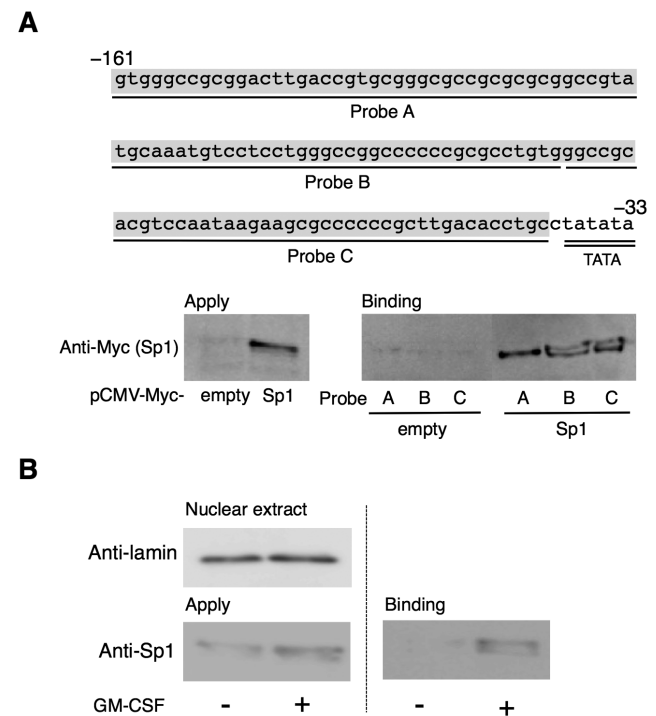 A
−161
gtgggccgcggacttgaccgtgcgggcgccgcgcgcggccgta
Probe A
tgcaaatgtcctcctgggccggccccccgcgcctgtgggccgc
Probe B
−33
acgtccaataagaagcgccccccgcttgacacctgcctatata
Probe C TATA
Apply Binding
Anti-Myc (Sp1)
pCMV-Myc- empty Sp1 Probe A B C A B C
empty Sp1
B
Nuclear extract
Anti-lamin
Apply Binding
Anti-Sp1
GM-CSF - + - +